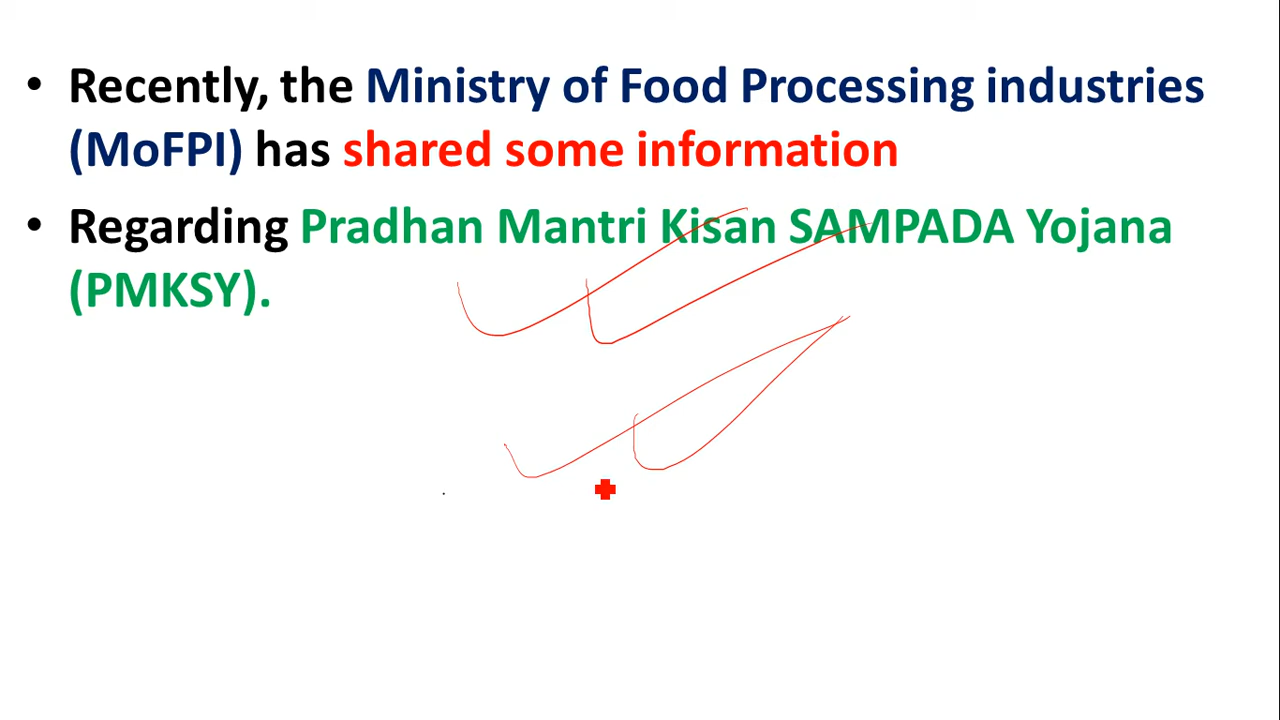 • Recently, the Ministry of Food Processing industries
(MoFPI) has shared some information
• Regarding Pradhan Mantri Kisan SAMPADA Yojana
(PMKSY).